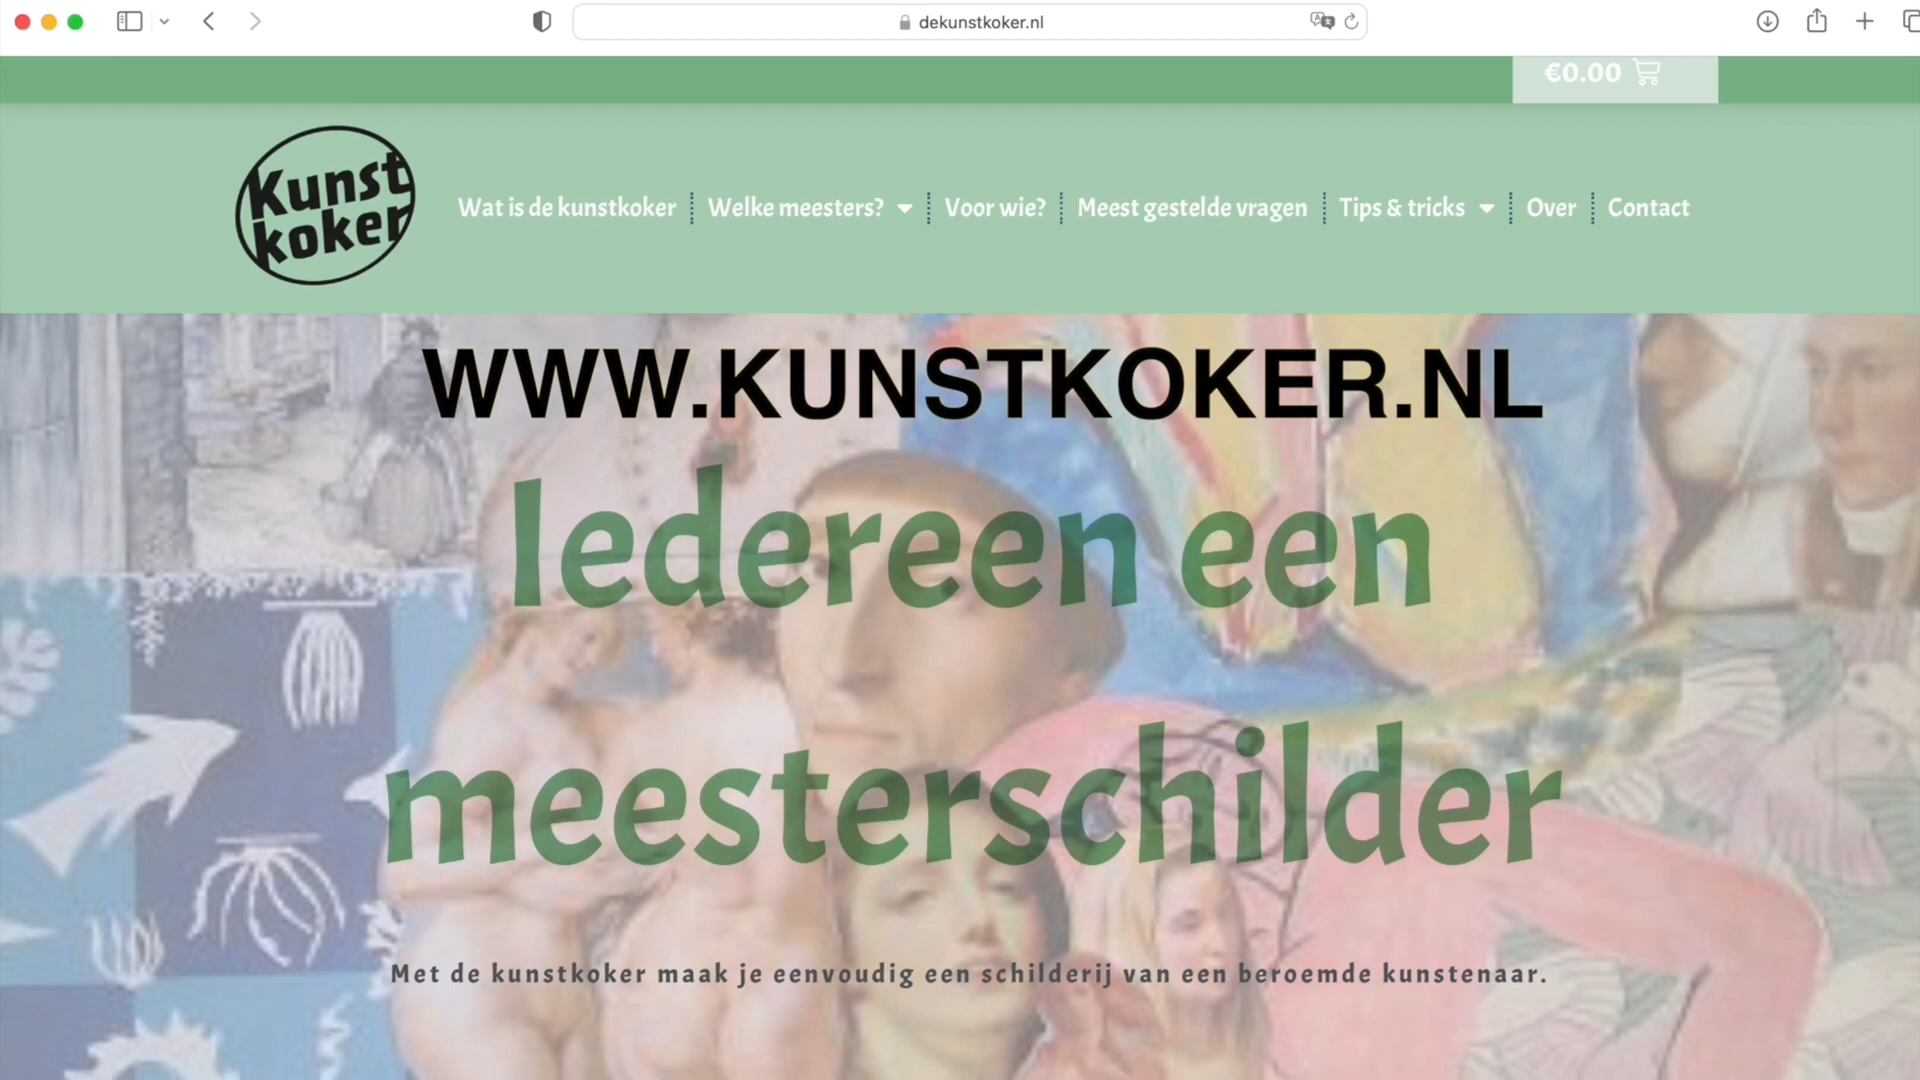 dekunstkoker.nl
€0.00
Kunst
koker
Wat is de kunstkoker Welke meesters? Voor wie? Meest gestelde vragen Tips & tricks Over Contact
WWW.KUNSTKOKER.NL
Iedereen een
meesterschilder
Met de kunstkoker maak je eenvoudig een schilderij van een beroemde kunstenaar.